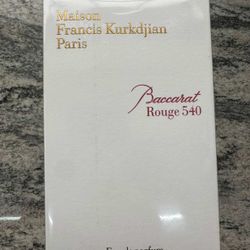 Maison
Francis Kurkdjian
Paris
Baccarat
Rouge 540